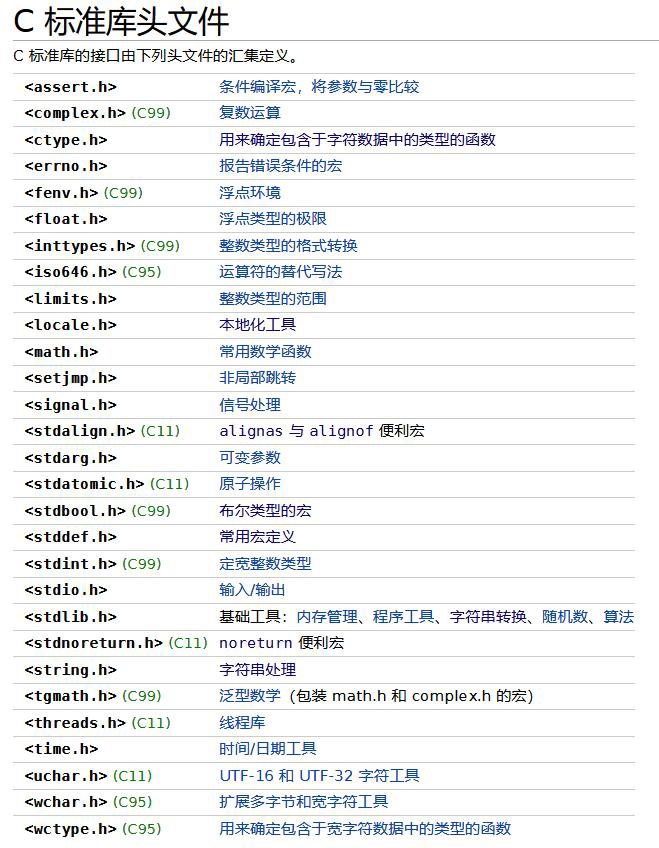 C 标准库头文件
C 标准库的接口由下列头文件的汇集定义。
<assert.h> 条件编译宏，将参数与零比较
<complex.h> (C99) 复数运算
<ctype.h> 用来确定包含于字符数据中的类型的函数
<errno.h> 报告错误条件的宏
<fenv.h> (C99) 浮点环境
<float.h> 浮点类型的极限
<inttypes.h> (C99) 整数类型的格式转换
<iso646.h> (C95) 运算符的替代写法
<limits.h> 整数类型的范围
<locale.h> 本地化工具
<math.h> 常用数学函数
<setjmp.h> 非局部跳转
<signal.h> 信号处理
<stdalign.h> (C11) alignas 与 alignof 便利宏
<stdarg.h> 可变参数
<stdatomic.h> (C11) 原子操作
<stdbool.h> (C99) 布尔类型的宏
<stddef.h> 常用宏定义
<stdint.h> (C99) 定宽整数类型
<stdio.h> 输入/输出
<stdlib.h> 基础工具：内存管理、程序工具、字符串转换、随机数、算法
<stdnoreturn.h> (C11) noreturn 便利宏
<string.h> 字符串处理
<tgmath.h> (C99) 泛型数学（包装 math.h 和 complex.h 的宏）
<threads.h> (C11) 线程库
<time.h> 时间/日期工具
<uchar.h> (C11) UTF-16 和 UTF-32 字符工具
<wchar.h> (C95) 扩展多字节和宽字符工具
<wctype.h> (C95) 用来确定包含于宽字符数据中的类型的函数